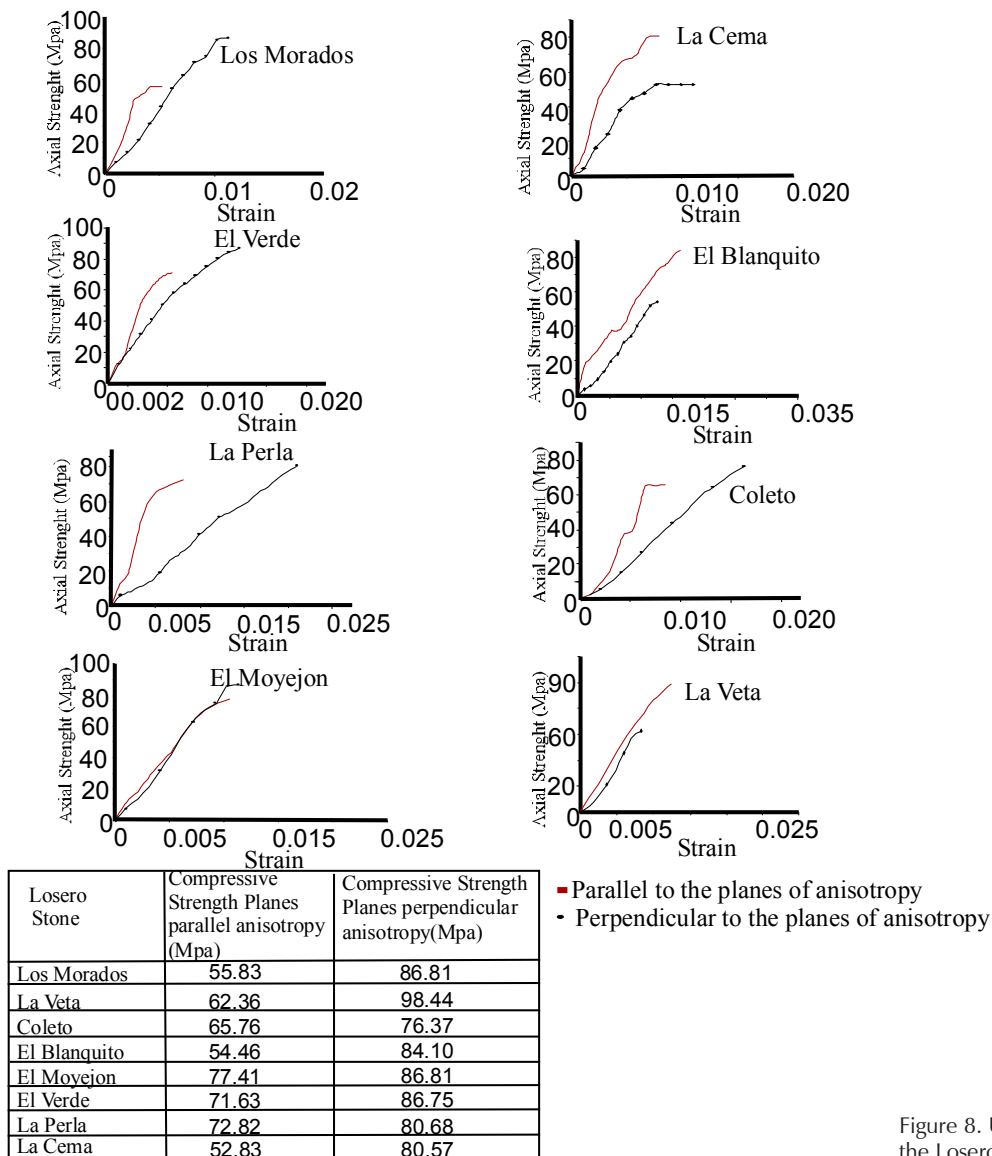 Los Morados
Axial Strenght (Mpa)
100
80
60
40
20
0
0
0.01
0.02
Strain
La Cema
Axial Strenght (Mpa)
80
60
40
20
0
0
0.010
0.020
Strain
El Verde
Axial Strenght (Mpa)
100
80
60
40
20
0
0
0.002
0.010
0.020
Strain
El Blanquito
Axial Strenght (Mpa)
80
60
40
20
0
0
0.015
0.035
Strain
La Perla
Axial Strenght (Mpa)
80
60
40
20
0
0
0.005
0.015
0.025
Strain
Coleto
Axial Strenght (Mpa)
80
60
40
20
0
0
0.010
0.020
Strain
El Moyejon
Axial Strenght (Mpa)
100
80
60
40
20
0
0
0.005
0.015
0.025
Strain
La Veta
Axial Strenght (Mpa)
90
60
20
0
0
0.005
0.025
Strain
Parallel to the planes of anisotropy
Perpendicular to the planes of anisotropy
Losero Stone
Compressive Strength Planes parallel anisotropy (Mpa)
Compressive Strength Planes perpendicular anisotropy(Mpa)
Los Morados 55.83 86.81
La Veta 62.36 98.44
Coleto 65.76 76.37
El Blanquito 54.46 84.10
El Moyejon 77.41 86.81
El Verde 71.63 86.75
La Perla 72.82 80.68
La Cema 52.83 80.57
Figure 8. U
the Losero